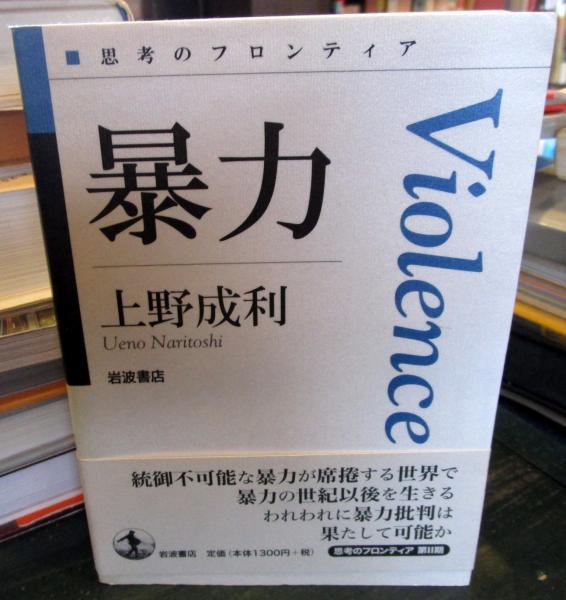 ■思考のフロンティア
Violence
暴力
上野成利
Ueno Naritoshi
岩波書店
統御不可能な暴力が席捲する世界で
暴力の世紀以後を生きる
われわれに暴力批判は
果たして可能か
岩波書店 定価(本体1300円+税) 思考のフロンティア 第II期